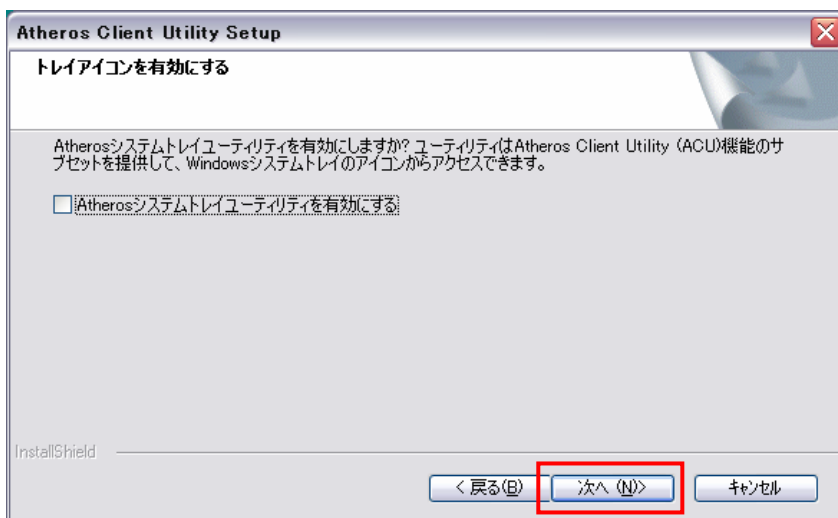 Atheros Client Utility Setup
トレイアイコンを有効にする
Atherosシステムトレイユーティリティを有効にしますか? ユーティリティはAtheros Client Utility (ACU)機能のサ
ブセットを提供して、Windowsシステムトレイのアイコンからアクセスできます。
Atherosシステムトレイユーティリティを有効にする
InstallShield
< 戻る(B) 次へ (N)> キャンセル